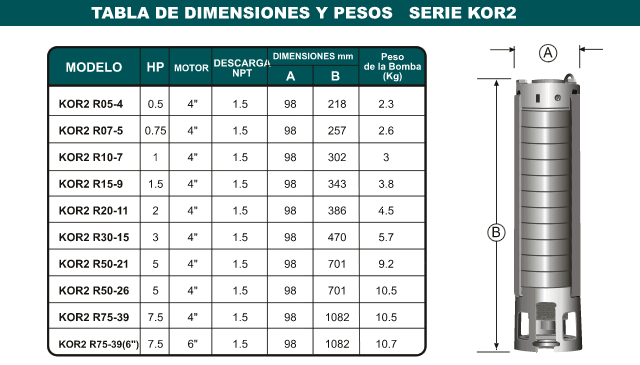 TABLA DE DIMENSIONES Y PESOS SERIE KOR2
MODELO HP MOTOR DESCARGA NPT DIMENSIONES mm A B Peso de la Bomba (Kg)
KOR2 R05-4 0.5 4" 1.5 98 218 2.3
KOR2 R07-5 0.75 4" 1.5 98 257 2.6
KOR2 R10-7 1 4" 1.5 98 302 3
KOR2 R15-9 1.5 4" 1.5 98 343 3.8
KOR2 R20-11 2 4" 1.5 98 386 4.5
KOR2 R30-15 3 4" 1.5 98 470 5.7
KOR2 R50-21 5 4" 1.5 98 701 9.2
KOR2 R50-26 5 4" 1.5 98 701 10.5
KOR2 R75-39 7.5 4" 1.5 98 1082 10.5
KOR2 R75-39(6") 7.5 6" 1.5 98 1082 10.7
A
B